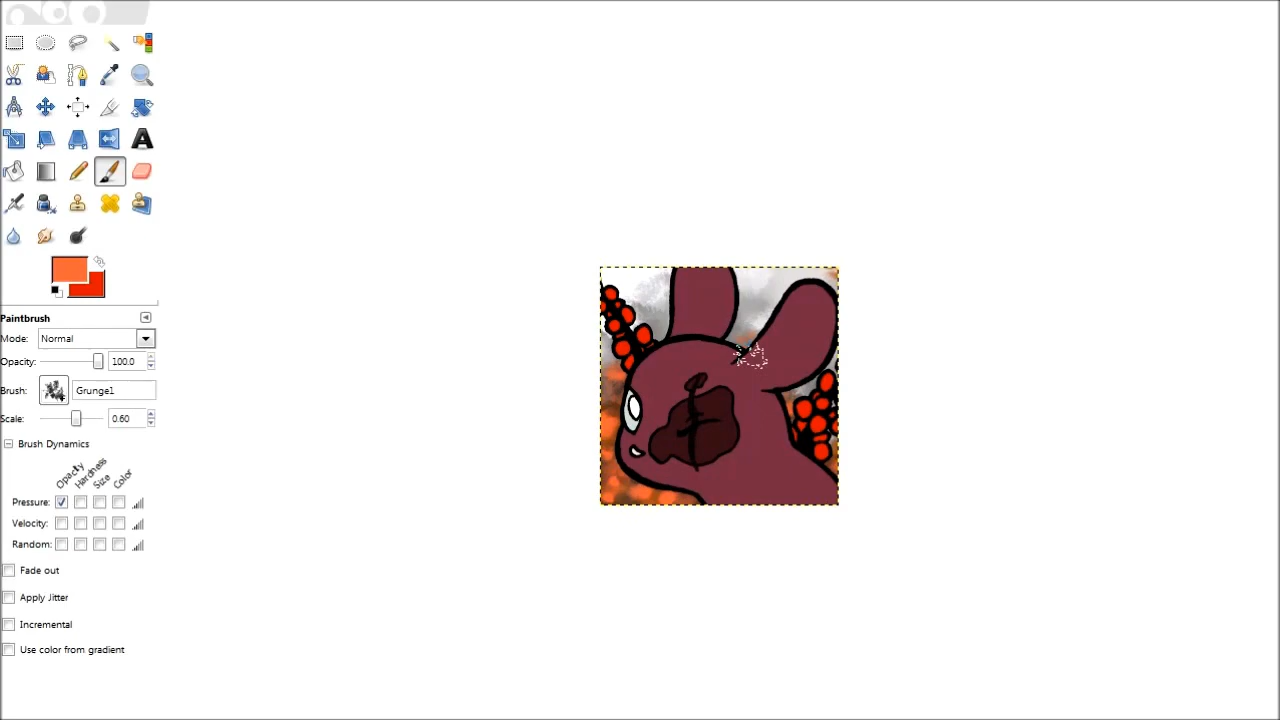 A
Paintbrush
Mode: Normal
Opacity: 100.0
Brush: Grunge1
Scale: 0.60
Brush Dynamics
Opacity Hardness Size Color
Pressure:
Velocity:
Random:
Fade out
Apply Jitter
Incremental
Use color from gradient